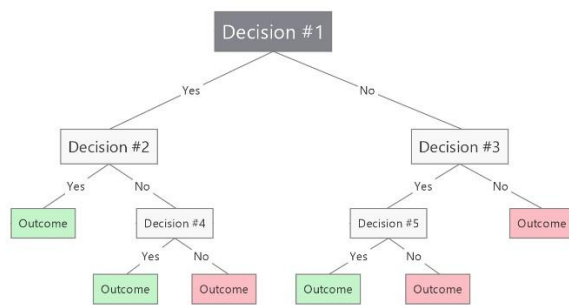 Decision #1
Yes
No
Decision #2
Decision #3
Yes
No
Yes
No
Outcome
Decision #4
Decision #5
Outcome
Yes
No
Yes
No
Outcome
Outcome
Outcome
Outcome